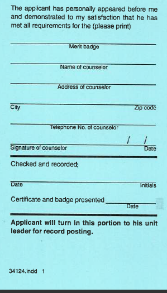 The applicant has personally appeared before me
and demonstrated to my satisfaction that he has
met all requirements for the (please print)
Merit badge
Name of counselor
Address of counselor
City Zip code
Telephone No. of counselor
/ /
Signature of counselor Date
Checked and recorded;
Date Initials
Certificate and badge presented
Date
Applicant will turn in this portion to his unit
leader for record posting.
34124.indd 1